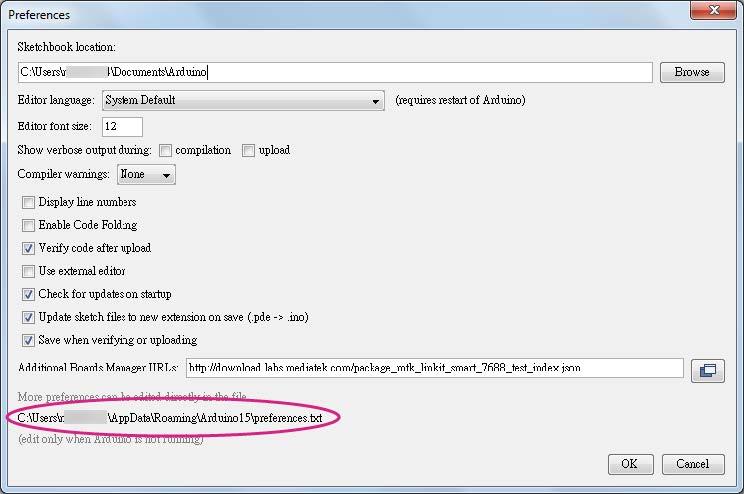 Preferences
Sketchbook location:
C:\Users\ \Documents\Arduino
Browse
Editor language: System Default (requires restart of Arduino)
Editor font size: 12
Show verbose output during: compilation upload
Compiler warnings: None
Display line numbers
Enable Code Folding
Verify code after upload
Use external editor
Check for updates on startup
Update sketch files to new extension on save (.pde -> .ino)
Save when verifying or uploading
Additional Boards Manager URLs: http://download.labs.mediatek.com/package_mtk_linkit_smart_7688_test_index.json
More preferences can be edited directly in the file
C:\Users\ \AppData\Roaming\Arduino15\preferences.txt
(edit only when Arduino is not running)
OK Cancel